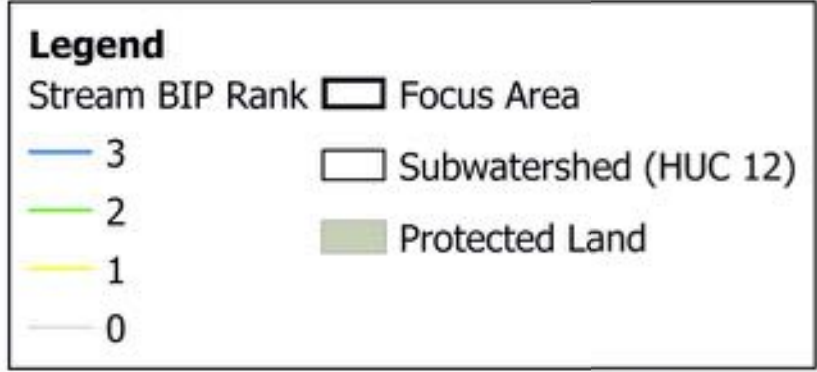 Legend
Stream BIP Rank
3
2
1
0
Focus Area
Subwatershed (HUC 12)
Protected Land